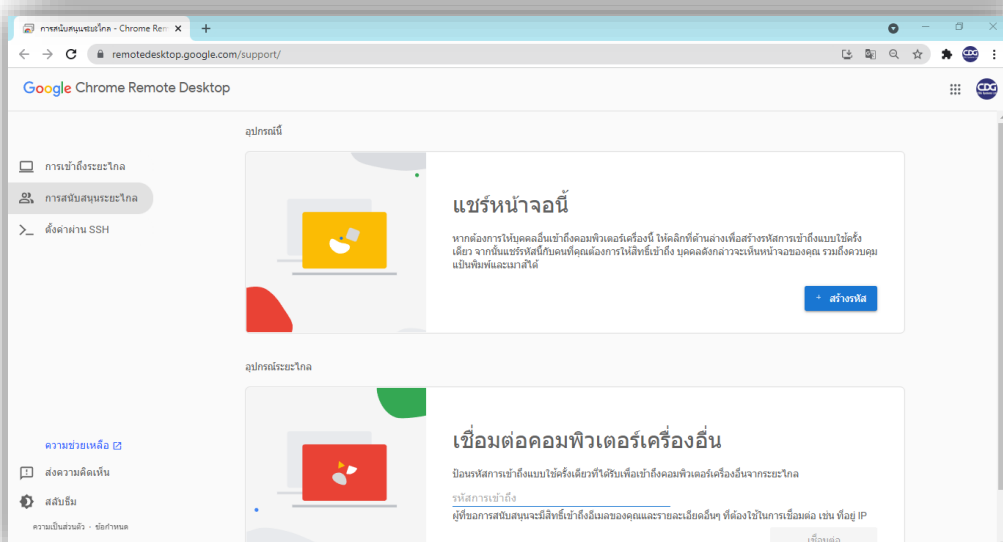 การสนับสนุนระยะไกล - Chrome Rem
remotedesktop.google.com/support/
Google Chrome Remote Desktop
CDG
CDG
อุปกรณ์นี้
การเข้าถึงระยะไกล
การสนับสนุนระยะไกล
ตั้งค่าผ่าน SSH
แชร์หน้าจอนี้
หากต้องการให้บุคคลอื่นเข้าถึงคอมพิวเตอร์เครื่องนี้ ให้คลิกที่ด้านล่างเพื่อสร้างรหัสการเข้าถึงแบบใช้ครั้ง
เดียว จากนั้นแชร์รหัสนี้กับคนที่คุณต้องการให้สิทธิ์เข้าถึง บุคคลดังกล่าวจะเห็นหน้าจอของคุณ รวมถึงควบคุม
แป้นพิมพ์และเมาส์ได้
+ สร้างรหัส
อุปกรณ์ระยะไกล
เชื่อมต่อคอมพิวเตอร์เครื่องอื่น
ป้อนรหัสการเข้าถึงแบบใช้ครั้งเดียวที่ได้รับเพื่อเข้าถึงคอมพิวเตอร์เครื่องอื่นจากระยะไกล
รหัสการเข้าถึง
ผู้ที่ขอการสนับสนุนจะมีสิทธิ์เข้าถึงอีเมลของคุณและรายละเอียดอื่นๆ ที่ต้องใช้ในการเชื่อมต่อ เช่น ที่อยู่ IP
เชื่อมต่อ
ความช่วยเหลือ
ส่งความคิดเห็น
สลับธีม
ความเป็นส่วนตัว · ข้อกำหนด